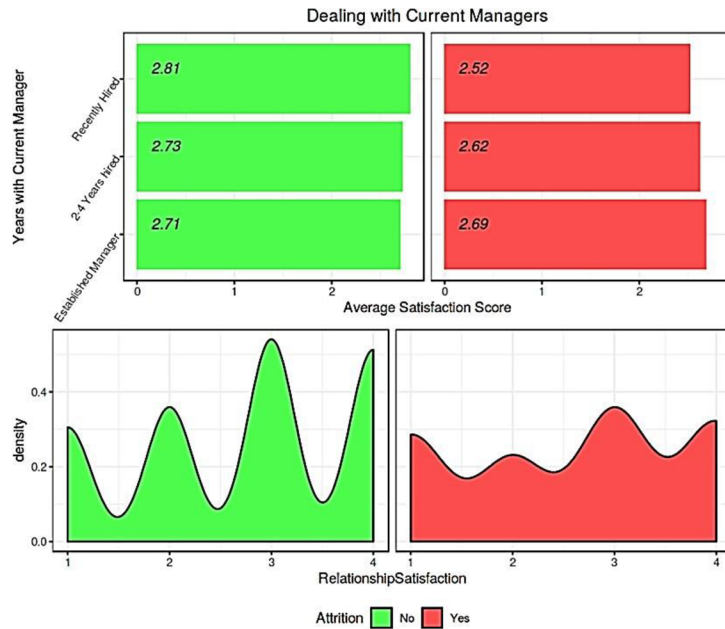 Dealing with Current Managers
Years with Current Manager
Recently Hired
2-4 Years hired
Established Manager
2.81
2.73
2.71
2.52
2.62
2.69
0 1 2
0 1 2
Average Satisfaction Score
density
0.4
0.2
0.0
1 2 3 4
1 2 3 4
RelationshipSatisfaction
Attrition No Yes